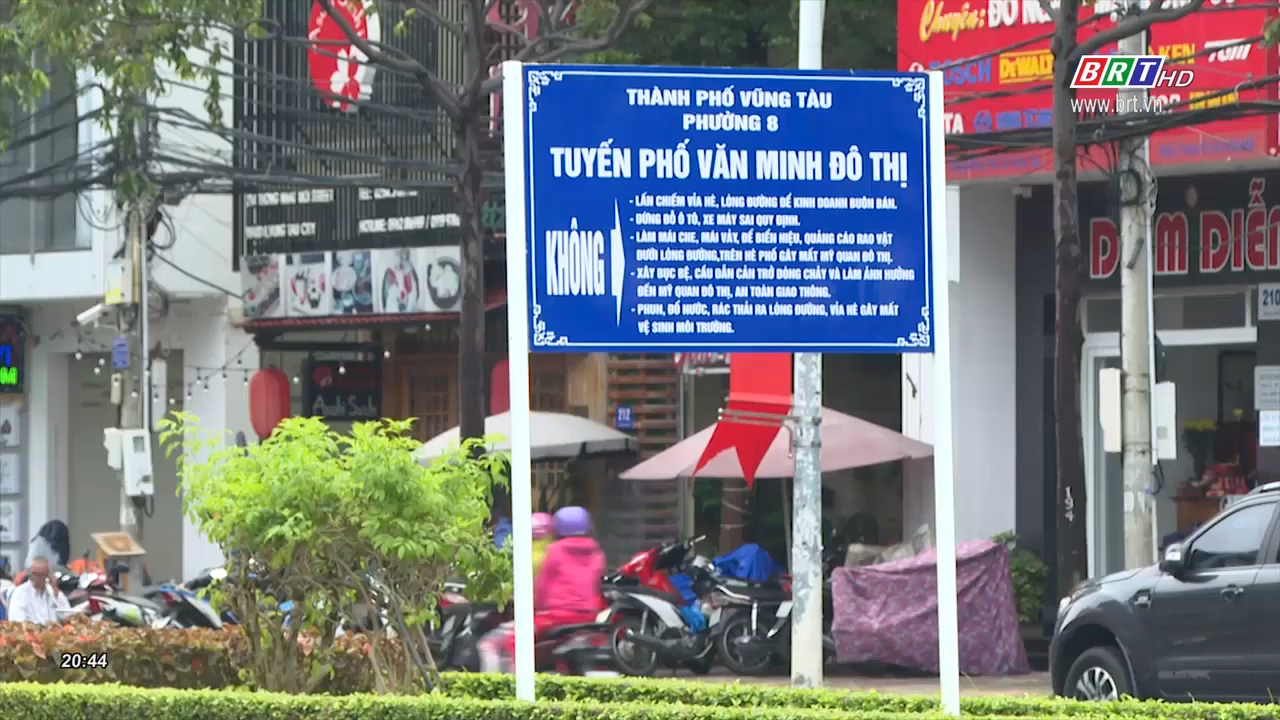 BRT HD
www.brt.vn
Chuyên:
BOSCH DEWALT
THÀNH PHỐ VŨNG TÀU
PHƯỜNG 8
TUYẾN PHỐ VĂN MINH ĐÔ THỊ
KHÔNG
- LẤN CHIẾM VỈA HÈ, LÒNG ĐƯỜNG ĐỂ KINH DOANH BUÔN BÁN.
- DỪNG ĐỖ Ô TÔ, XE MÁY SAI QUY ĐỊNH.
- LÀM MÁI CHE, MÁI VẢY, ĐỂ BIỂN HIỆU, QUẢNG CÁO RAO VẶT
DƯỚI LÒNG ĐƯỜNG,TRÊN HÈ PHỐ GÂY MẤT MỸ QUAN ĐÔ THỊ.
- XÂY BỤC BỆ, CẦU DẪN CẢN TRỞ DÒNG CHẢY VÀ LÀM ẢNH HƯỞNG
ĐẾN MỸ QUAN ĐÔ THỊ, AN TOÀN GIAO THÔNG.
- PHUN, ĐỔ NƯỚC, RÁC THẢI RA LÒNG ĐƯỜNG, VỈA HÈ GÂY MẤT
VỆ SINH MÔI TRƯỜNG.
210
212
20:44